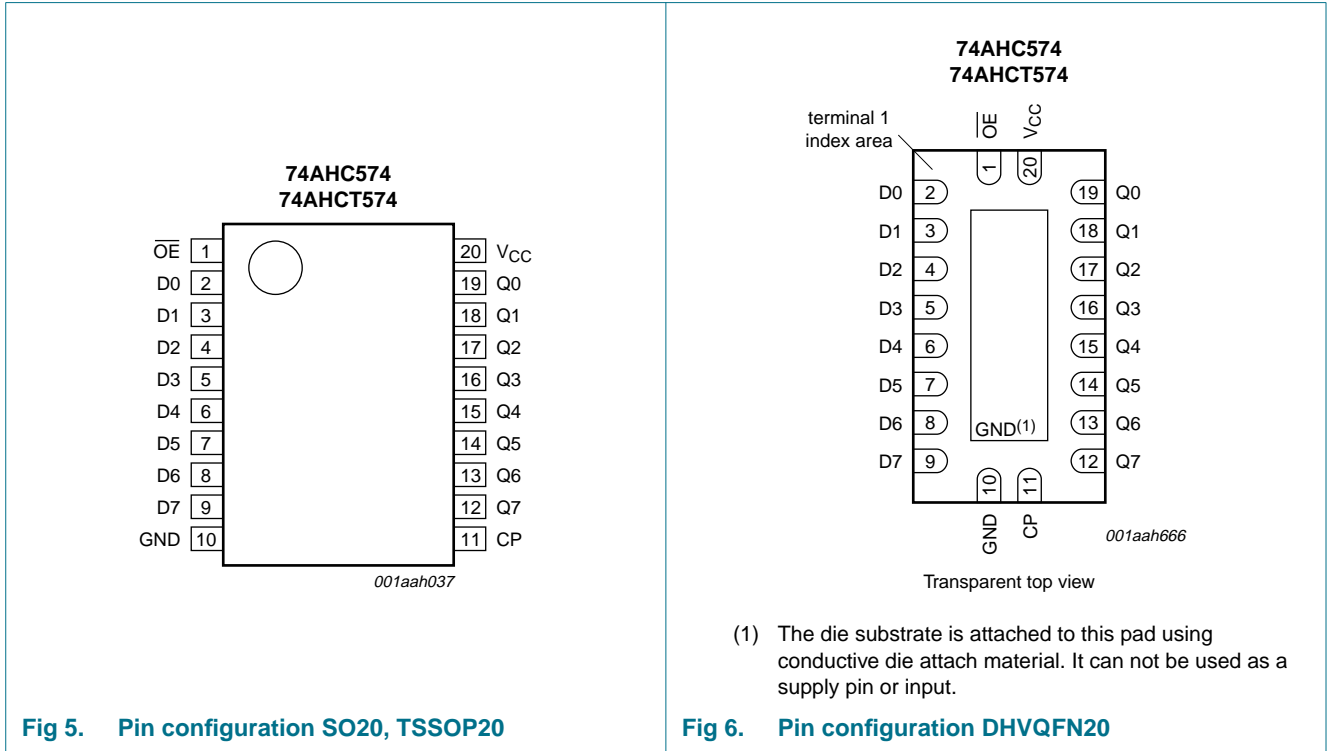 74AHC574
74AHCT574
OE 1
D0 2
D1 3
D2 4
D3 5
D4 6
D5 7
D6 8
D7 9
GND 10
20 VCC
19 Q0
18 Q1
17 Q2
16 Q3
15 Q4
14 Q5
13 Q6
12 Q7
11 CP
001aah037
Fig 5. Pin configuration SO20, TSSOP20
74AHC574
74AHCT574
terminal 1
index area
OE
VCC
1
20
D0 2
D1 3
D2 4
D3 5
D4 6
D5 7
D6 8
D7 9
19 Q0
18 Q1
17 Q2
16 Q3
15 Q4
14 Q5
13 Q6
12 Q7
GND(1)
10
11
GND
CP
001aah666
Transparent top view
(1) The die substrate is attached to this pad using
conductive die attach material. It can not be used as a
supply pin or input.
Fig 6. Pin configuration DHVQFN20